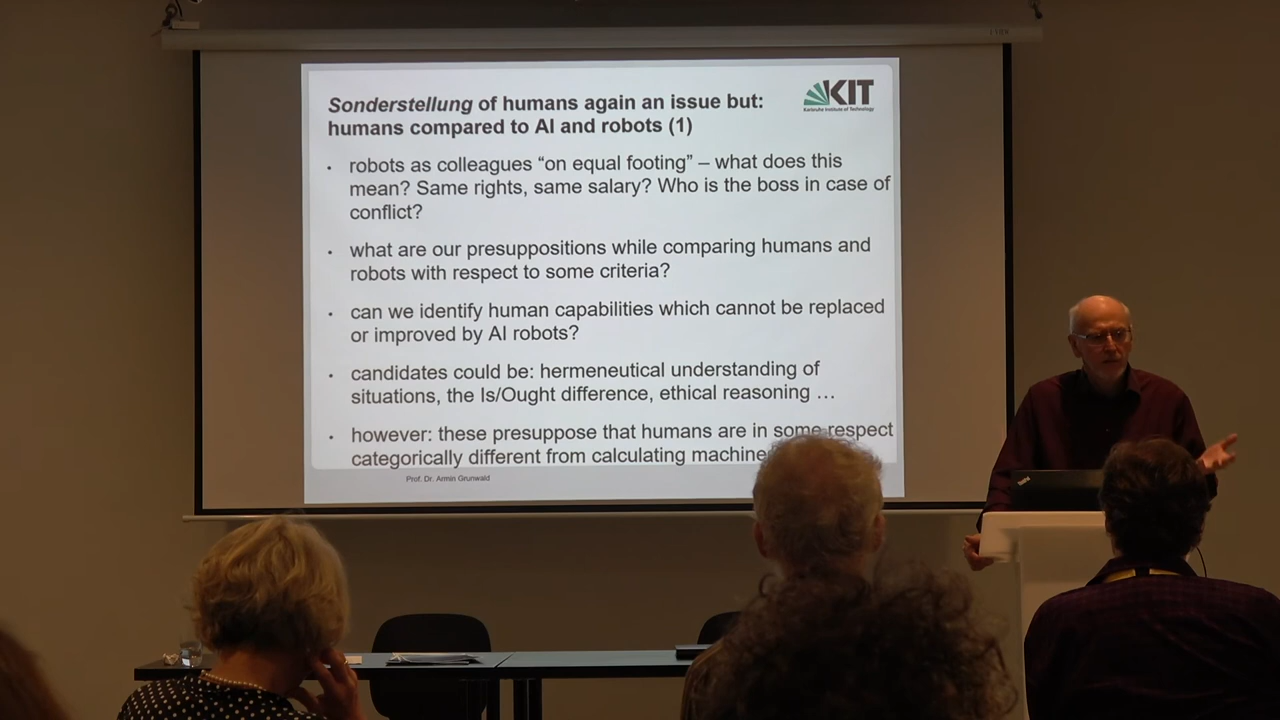 Sonderstellung of humans again an issue but:
humans compared to AI and robots (1)
KIT
Karlsruhe Institute of Technology
• robots as colleagues “on equal footing” – what does this
mean? Same rights, same salary? Who is the boss in case of
conflict?
• what are our presuppositions while comparing humans and
robots with respect to some criteria?
• can we identify human capabilities which cannot be replaced
or improved by AI robots?
• candidates could be: hermeneutical understanding of
situations, the Is/Ought difference, ethical reasoning …
• however: these presuppose that humans are in some respect
categorically different from calculating machine
Prof. Dr. Armin Grunwald